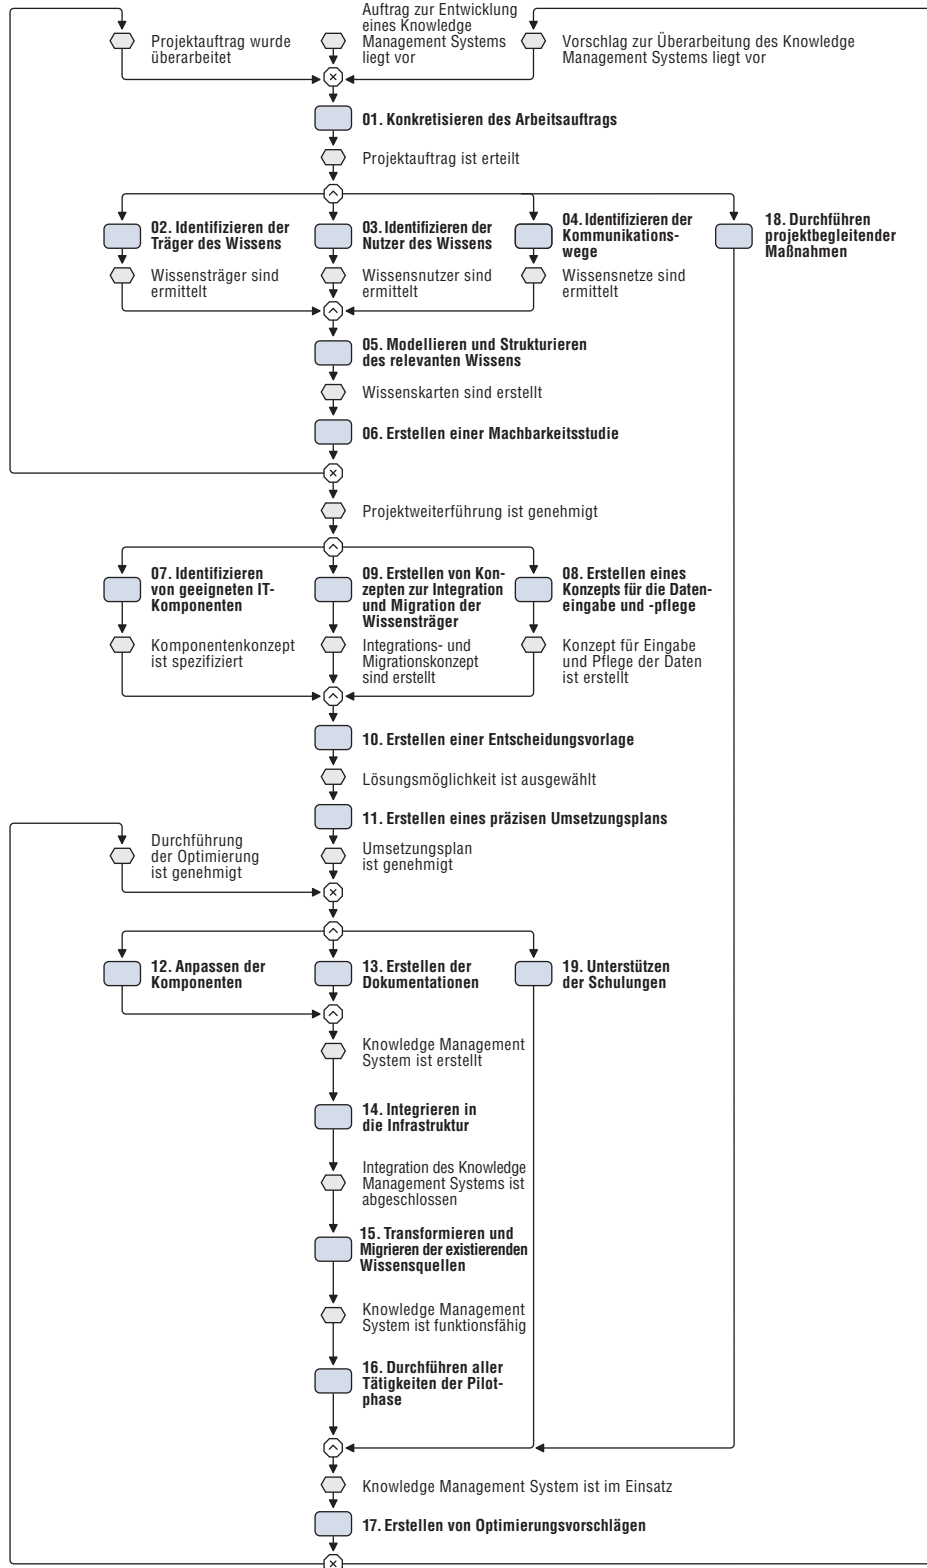 Auftrag zur Entwicklung
eines Knowledge
Management Systems
liegt vor
Projektauftrag wurde
überarbeitet
Vorschlag zur Überarbeitung des Knowledge
Management Systems liegt vor
01. Konkretisieren des Arbeitsauftrags
Projektauftrag ist erteilt
02. Identifizieren der
Träger des Wissens
03. Identifizieren der
Nutzer des Wissens
04. Identifizieren der
Kommunikations-
wege
18. Durchführen
projektbegleitender
Maßnahmen
Wissensträger sind
ermittelt
Wissensnutzer sind
ermittelt
Wissensnetze sind
ermittelt
05. Modellieren und Strukturieren
des relevanten Wissens
Wissenskarten sind erstellt
06. Erstellen einer Machbarkeitsstudie
Projektweiterführung ist genehmigt
07. Identifizieren
von geeigneten IT-
Komponenten
09. Erstellen von Kon-
zepten zur Integration
und Migration der
Wissensträger
08. Erstellen eines
Konzepts für die Daten-
eingabe und -pflege
Komponentenkonzept
ist spezifiziert
Integrations- und
Migrationskonzept
sind erstellt
Konzept für Eingabe
und Pflege der Daten
ist erstellt
10. Erstellen einer Entscheidungsvorlage
Lösungsmöglichkeit ist ausgewählt
11. Erstellen eines präzisen Umsetzungsplans
Durchführung
der Optimierung
ist genehmigt
Umsetzungsplan
ist genehmigt
12. Anpassen der
Komponenten
13. Erstellen der
Dokumentationen
19. Unterstützen
der Schulungen
Knowledge Management
System ist erstellt
14. Integrieren in
die Infrastruktur
Integration des Knowledge
Management Systems ist
abgeschlossen
15. Transformieren und
Migrieren der existierenden
Wissensquellen
Knowledge Management
System ist funktionsfähig
16. Durchführen aller
Tätigkeiten der Pilot-
phase
Knowledge Management System ist im Einsatz
17. Erstellen von Optimierungsvorschlägen